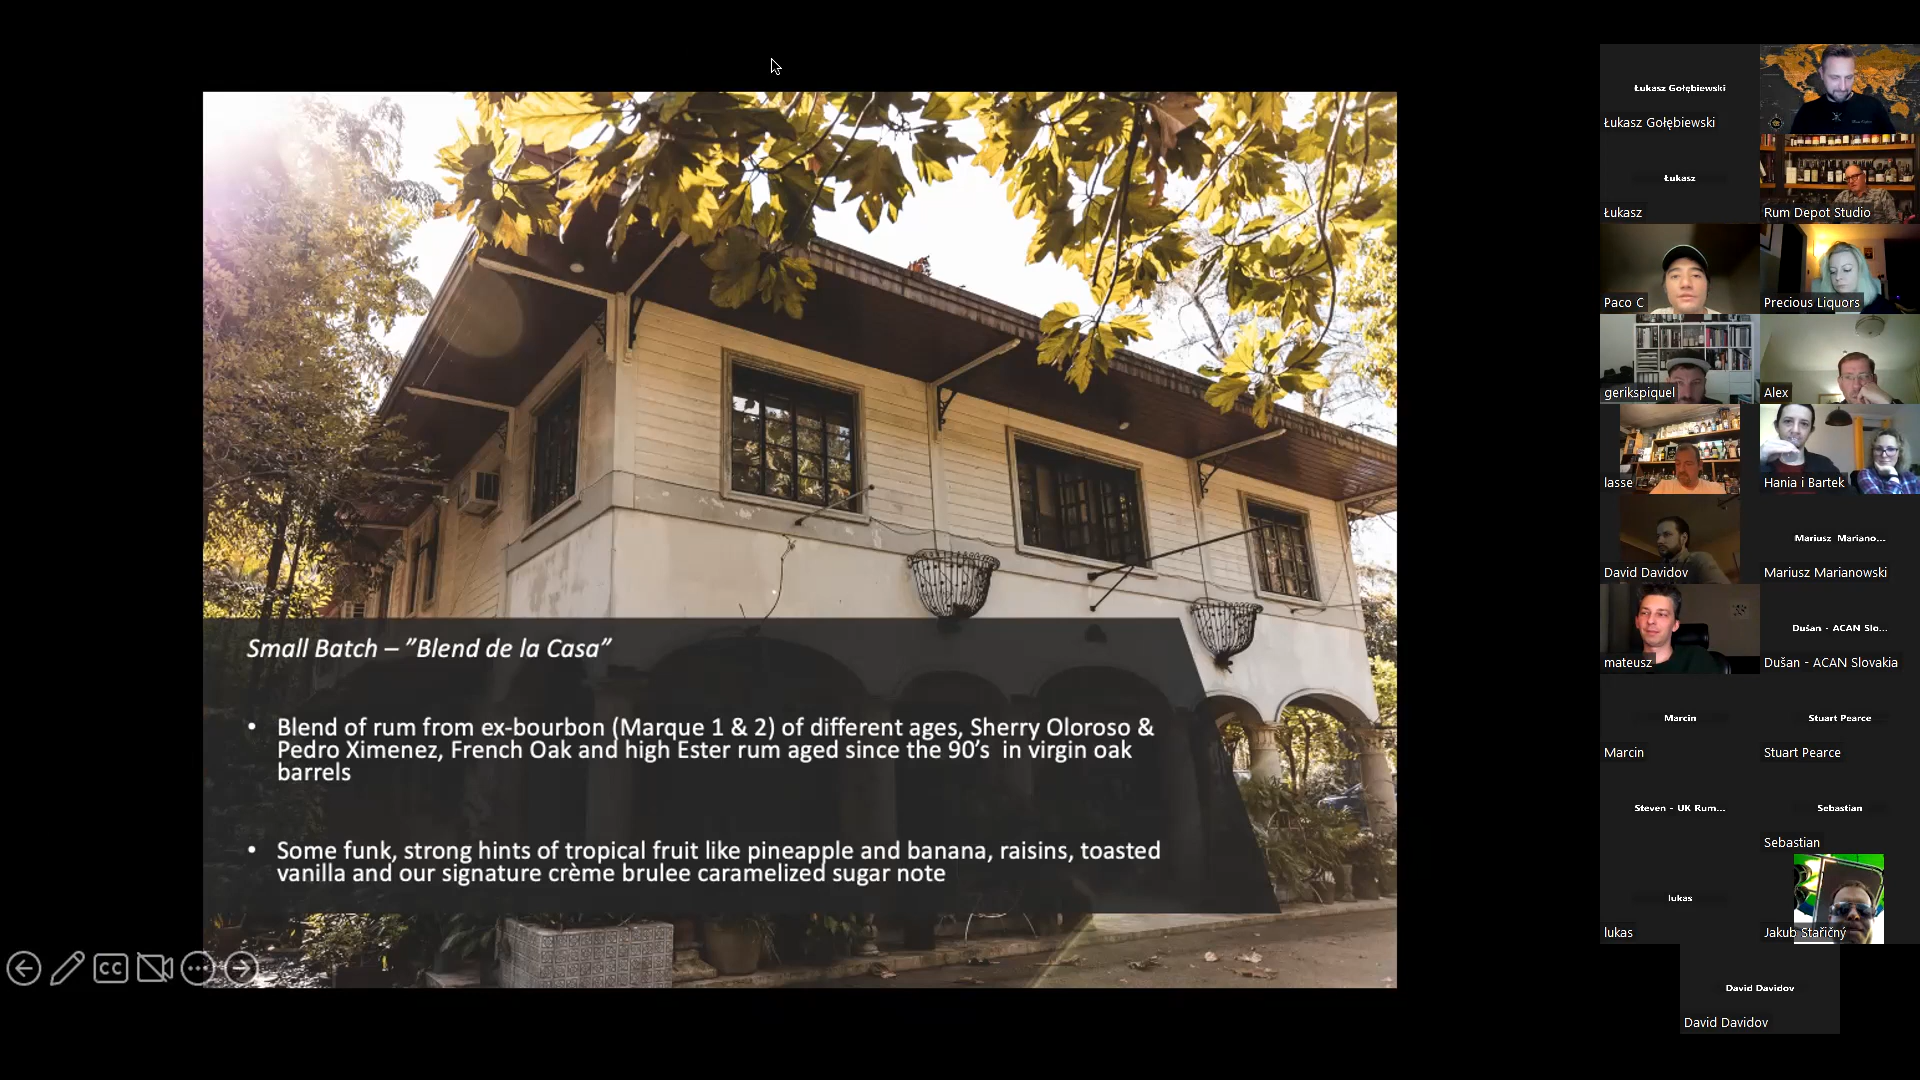 Small Batch – ”Blend de la Casa”
• Blend of rum from ex-bourbon (Marque 1 & 2) of different ages, Sherry Oloroso &
Pedro Ximenez, French Oak and high Ester rum aged since the 90’s in virgin oak
barrels
• Some funk, strong hints of tropical fruit like pineapple and banana, raisins, toasted
vanilla and our signature crème brulee caramelized sugar note
CC
Łukasz Gołębiewski
Łukasz Gołębiewski
Łukasz
Łukasz
Rum Depot Studio
Paco C
Precious Liquors
gerikspiquel
Alex
lasse
Hania i Bartek
David Davidov
Mariusz Mariano...
Mariusz Marianowski
mateusz
Dušan - ACAN Slo...
Dušan - ACAN Slovakia
Marcin
Marcin
Stuart Pearce
Stuart Pearce
Steven - UK Rum...
Sebastian
Sebastian
lukas
lukas
Jakub Stařičný
David Davidov
David Davidov